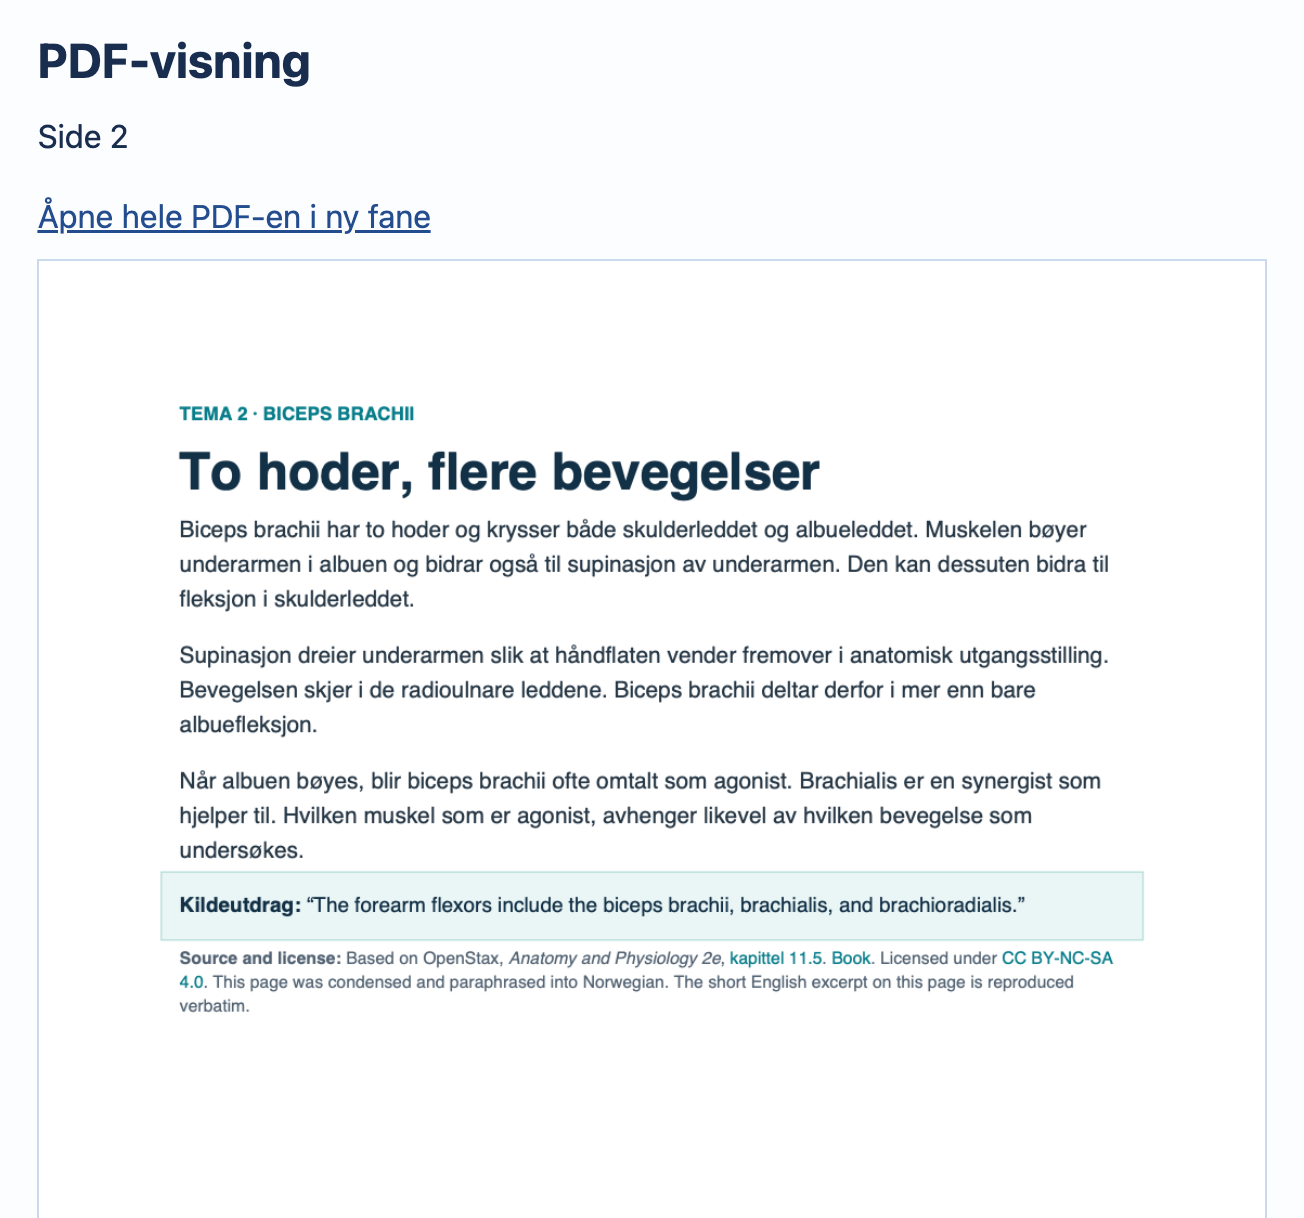 PDF-visning
Side 2
Åpne hele PDF-en i ny fane
TEMA 2 · BICEPS BRACHII
To hoder, flere bevegelser
Biceps brachii har to hoder og krysser både skulderleddet og albueleddet. Muskelen bøyer
underarmen i albuen og bidrar også til supinasjon av underarmen. Den kan dessuten bidra til
fleksjon i skulderleddet.
Supinasjon dreier underarmen slik at håndflaten vender fremover i anatomisk utgangsstilling.
Bevegelsen skjer i de radioulnare leddene. Biceps brachii deltar derfor i mer enn bare
albuefleksjon.
Når albuen bøyes, blir biceps brachii ofte omtalt som agonist. Brachialis er en synergist som
hjelper til. Hvilken muskel som er agonist, avhenger likevel av hvilken bevegelse som
undersøkes.
Kildeutdrag: “The forearm flexors include the biceps brachii, brachialis, and brachioradialis.”
Source and license: Based on OpenStax, Anatomy and Physiology 2e, kapittel 11.5. Book. Licensed under CC BY-NC-SA
4.0. This page was condensed and paraphrased into Norwegian. The short English excerpt on this page is reproduced
verbatim.